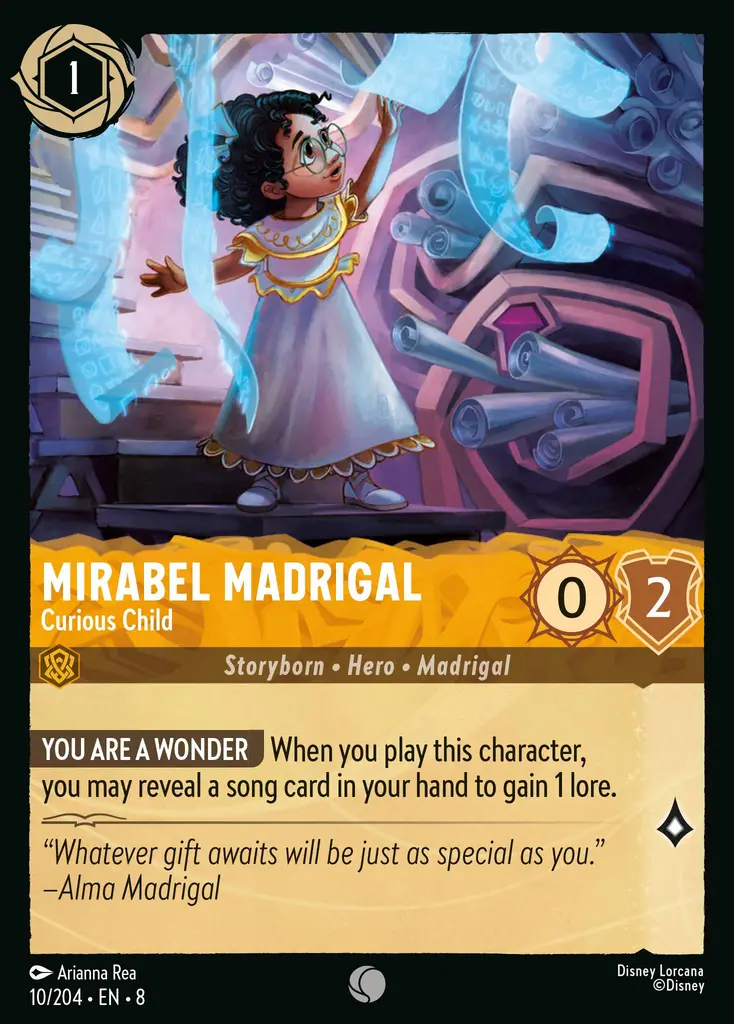 1
MIRABEL MADRIGAL
Curious Child
0
2
Storyborn • Hero • Madrigal
YOU ARE A WONDER When you play this character,
you may reveal a song card in your hand to gain 1 lore.
“Whatever gift awaits will be just as special as you.”
–Alma Madrigal
Arianna Rea
Disney Lorcana
10/204 • EN • 8
©Disney